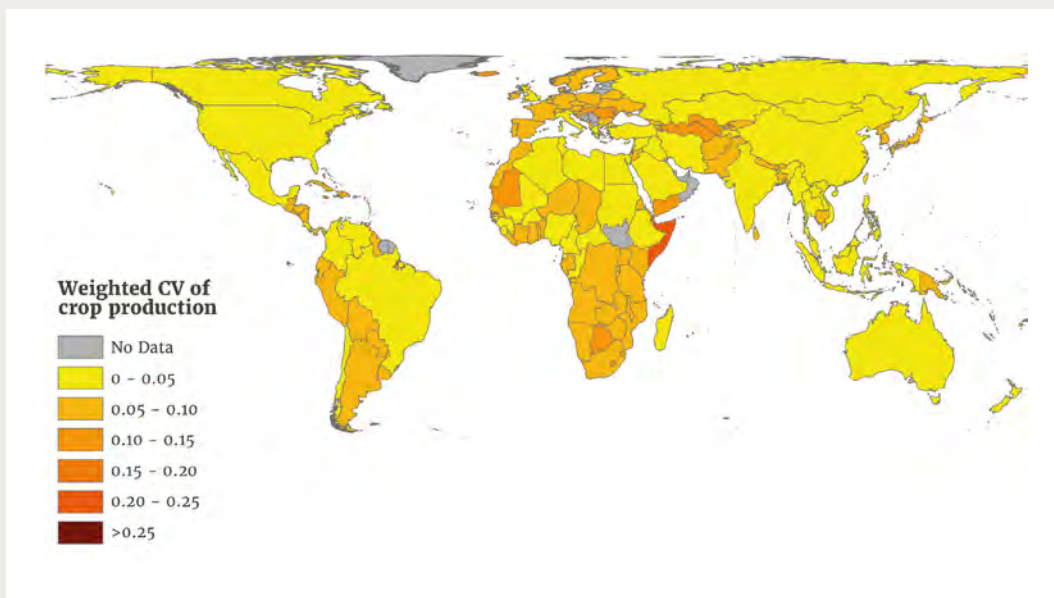 Weighted CV of
crop production
No Data
0 – 0.05
0.05 – 0.10
0.10 – 0.15
0.15 – 0.20
0.20 – 0.25
>0.25